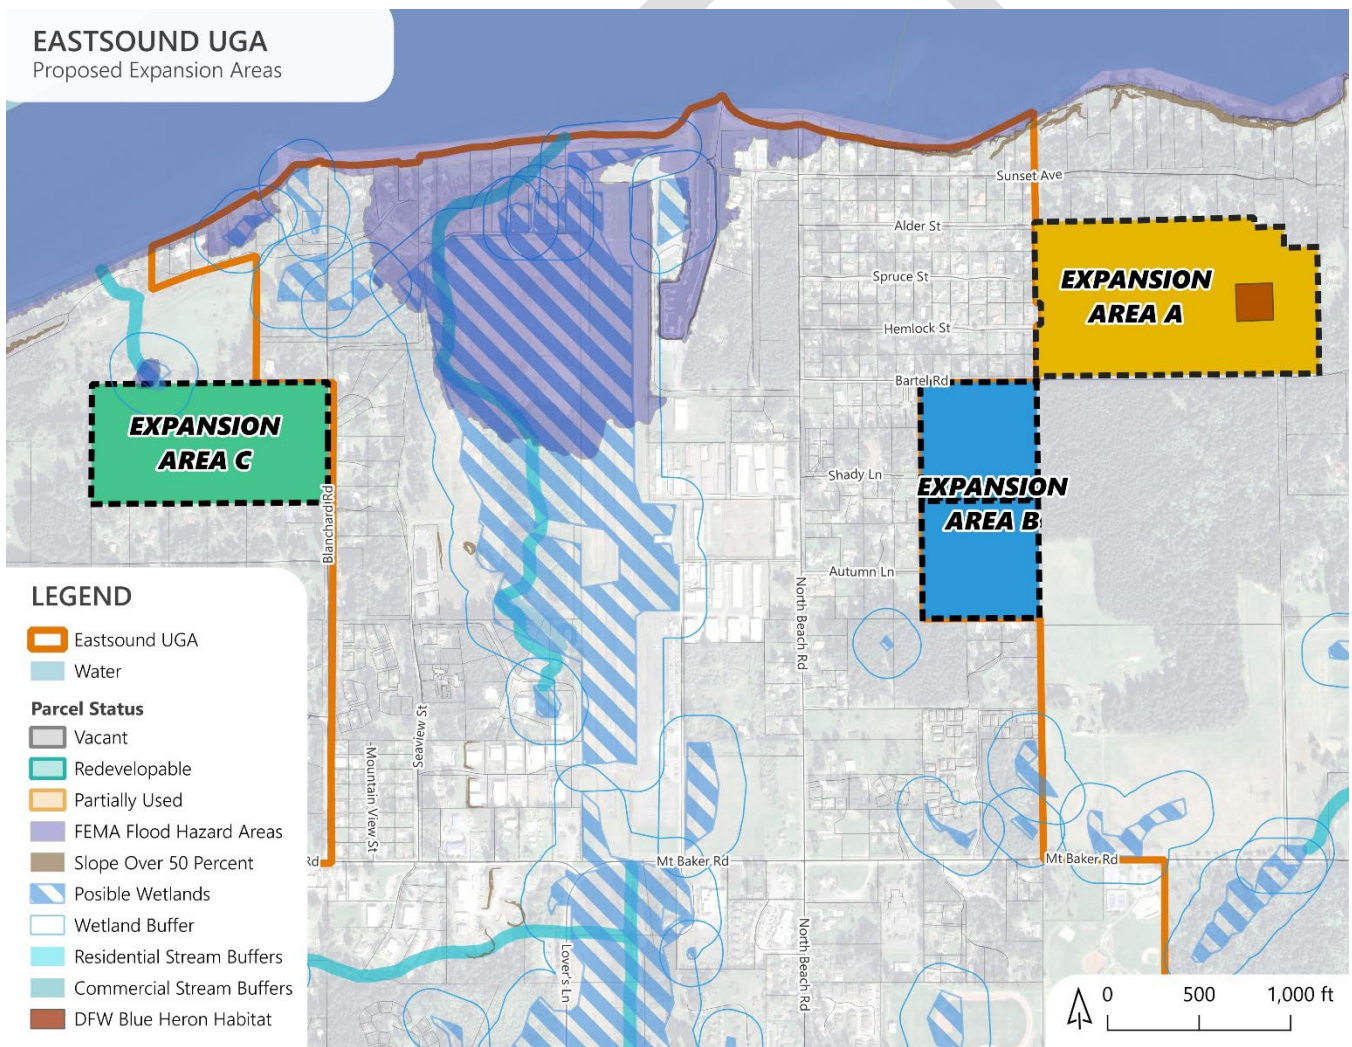 EASTSOUND UGA
Proposed Expansion Areas
Sunset Ave
Alder St
Spruce St
Hemlock St
Bartel Rd
EXPANSION
AREA A
EXPANSION
AREA C
Shady Ln
EXPANSION
AREA B
Autumn Ln
Blanchard Rd
North Beach Rd
Seaview St
Mountain View St
Rd
Mt Baker Rd
Mt Baker Rd
North Beach Rd
Lover's Ln
LEGEND
Eastsound UGA
Water
Parcel Status
Vacant
Redevelopable
Partially Used
FEMA Flood Hazard Areas
Slope Over 50 Percent
Posible Wetlands
Wetland Buffer
Residential Stream Buffers
Commercial Stream Buffers
DFW Blue Heron Habitat
0 500 1,000 ft